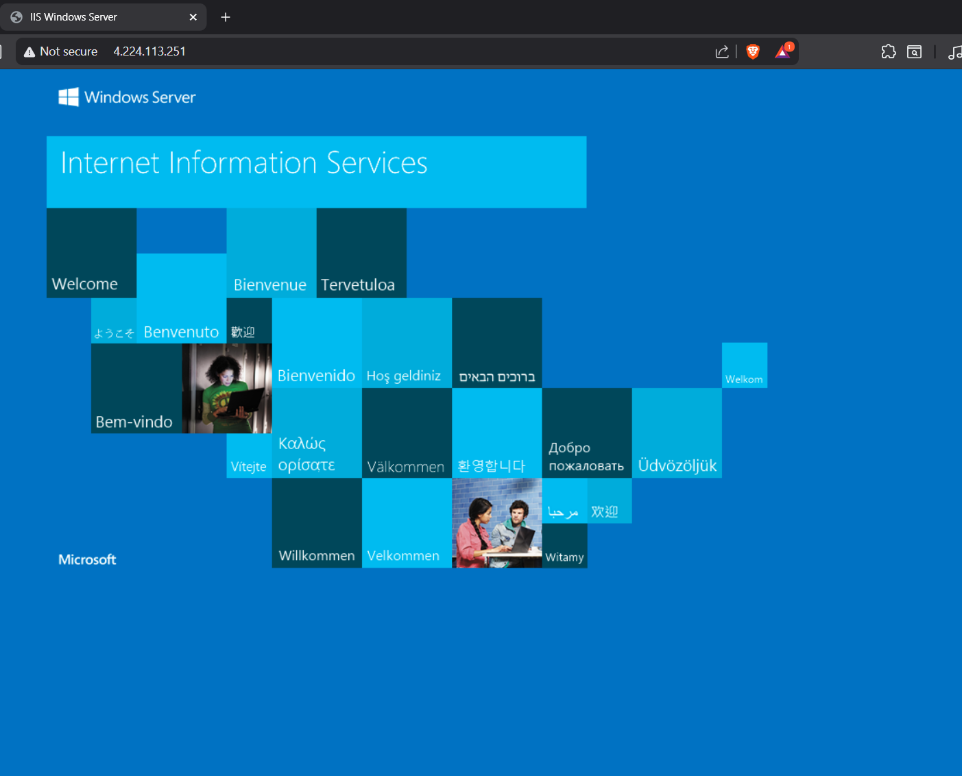 IIS Windows Server
Not secure
4.224.113.251
1
Windows Server
Internet Information Services
Welcome
Bienvenue
Tervetuloa
ようこそ
Benvenuto
歡迎
Bienvenido
Hoş geldiniz
ברוכים הבאים
Welkom
Bem-vindo
Vítejte
Καλώς
ορίσατε
Välkommen
환영합니다
Добро
пожаловать
Üdvözöljük
Willkommen
Velkommen
مرحبا
欢迎
Witamy
Microsoft